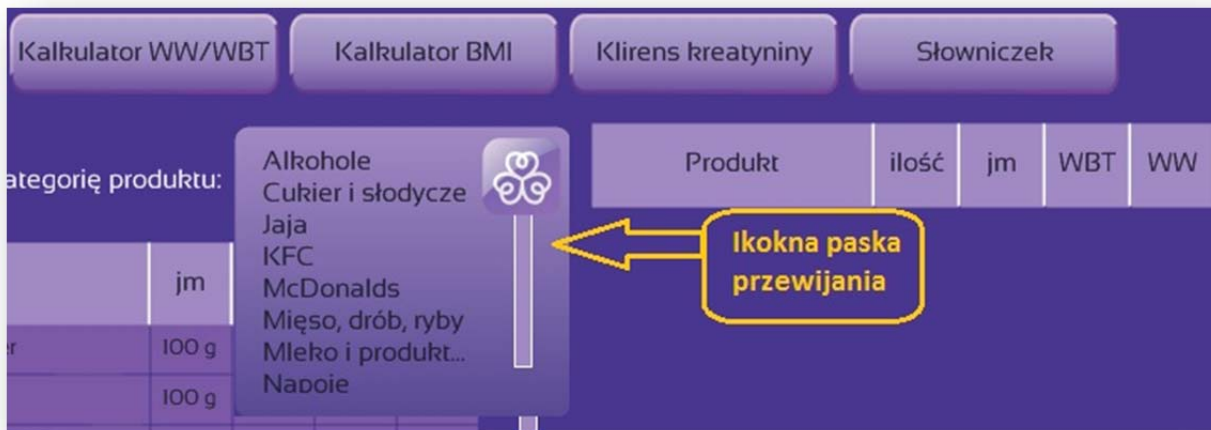 Kalkulator WW/WBT
Kalkulator BMI
Klirens kreatyniny
Słowniczek
ategorię produktu:
Alkohole
Cukier i słodycze
Jaja
KFC
McDonalds
Mięso, drób, ryby
Mleko i produkt...
Napoje
Produkt ilość jm WBT WW
Ikokna paska
przewijania
jm
er 100 g
100 g